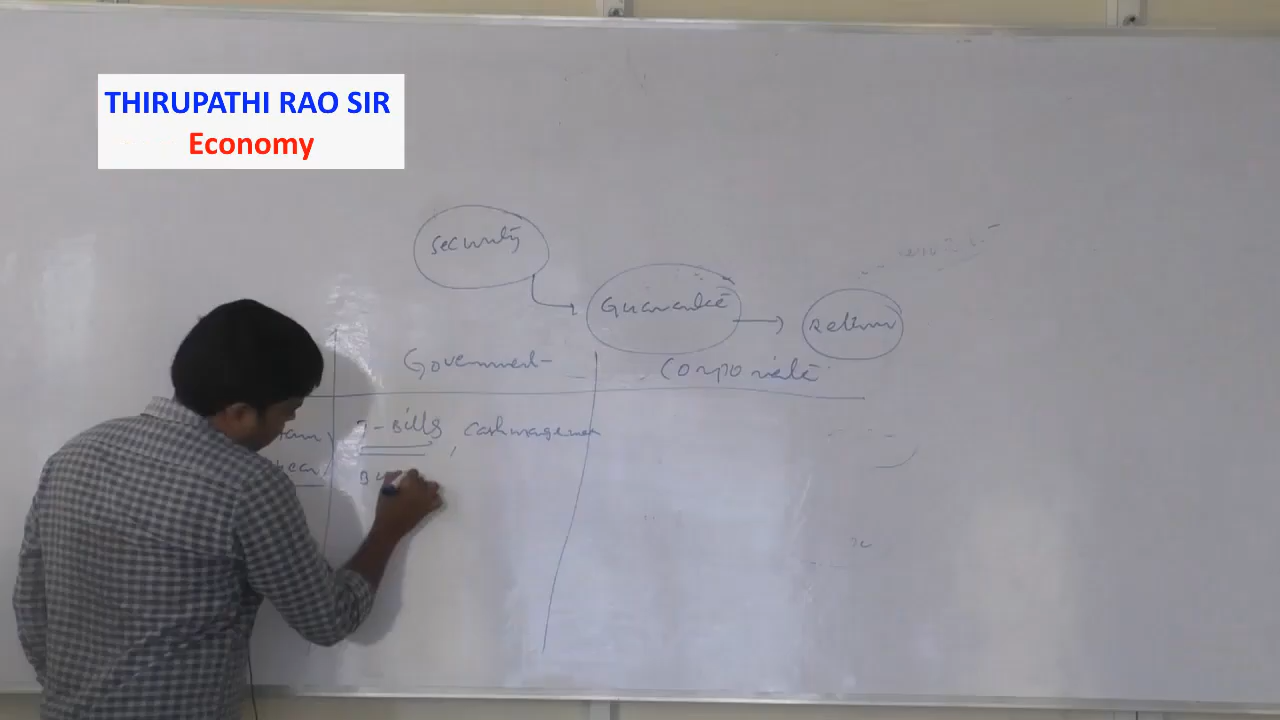 THIRUPATHI RAO SIR
Economy
Security
Guarantee
Return
Government
Corporate
T-Bills, Cash management